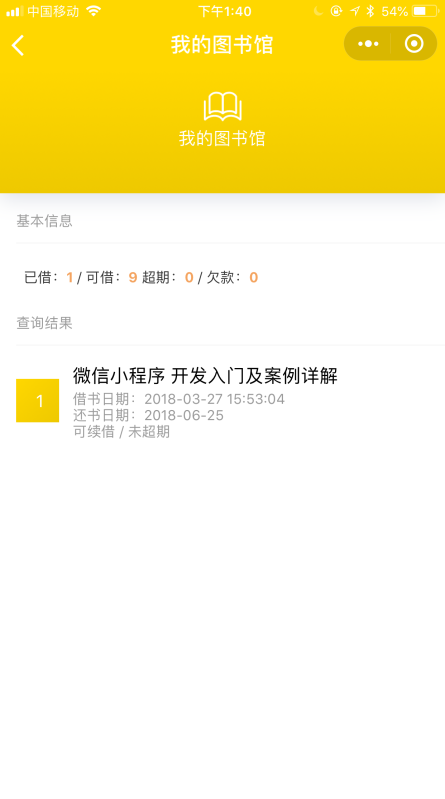 中国移动 下午1:40 54%
我的图书馆
我的图书馆
基本信息
已借：1 / 可借：9 超期：0 / 欠款：0
查询结果
1
微信小程序 开发入门及案例详解
借书日期：2018-03-27 15:53:04
还书日期：2018-06-25
可续借 / 未超期